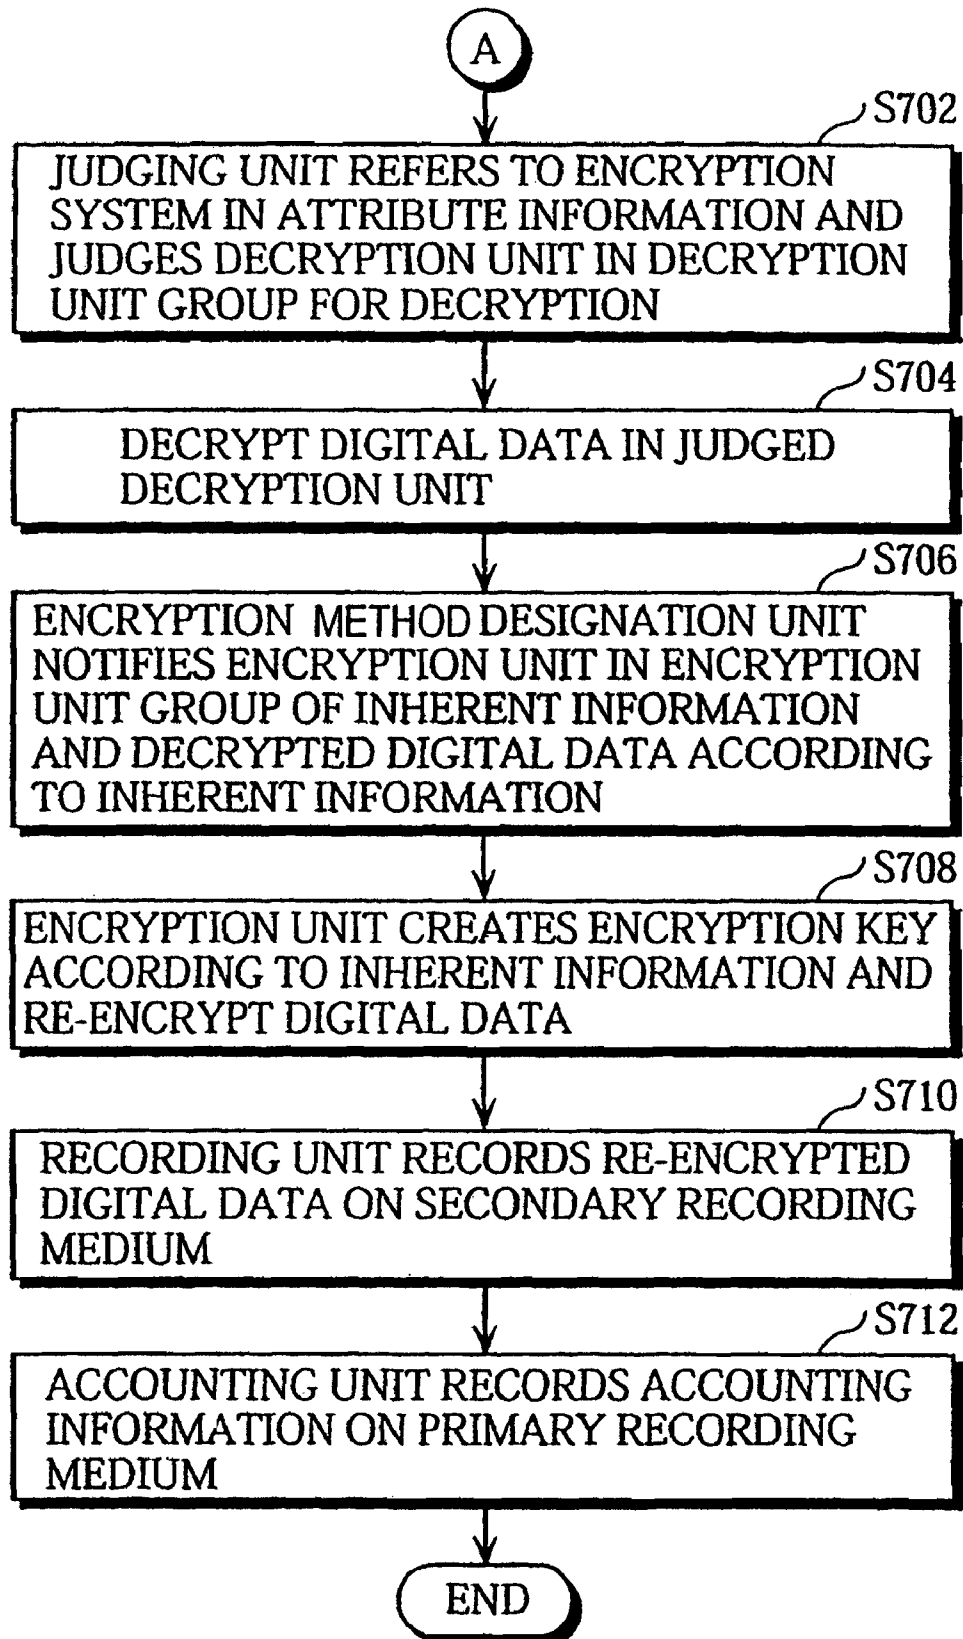 A
S702
JUDGING UNIT REFERS TO ENCRYPTION
SYSTEM IN ATTRIBUTE INFORMATION AND
JUDGES DECRYPTION UNIT IN DECRYPTION
UNIT GROUP FOR DECRYPTION
S704
DECRYPT DIGITAL DATA IN JUDGED
DECRYPTION UNIT
S706
ENCRYPTION METHOD DESIGNATION UNIT
NOTIFIES ENCRYPTION UNIT IN ENCRYPTION
UNIT GROUP OF INHERENT INFORMATION
AND DECRYPTED DIGITAL DATA ACCORDING
TO INHERENT INFORMATION
S708
ENCRYPTION UNIT CREATES ENCRYPTION KEY
ACCORDING TO INHERENT INFORMATION AND
RE-ENCRYPT DIGITAL DATA
S710
RECORDING UNIT RECORDS RE-ENCRYPTED
DIGITAL DATA ON SECONDARY RECORDING
MEDIUM
S712
ACCOUNTING UNIT RECORDS ACCOUNTING
INFORMATION ON PRIMARY RECORDING
MEDIUM
END